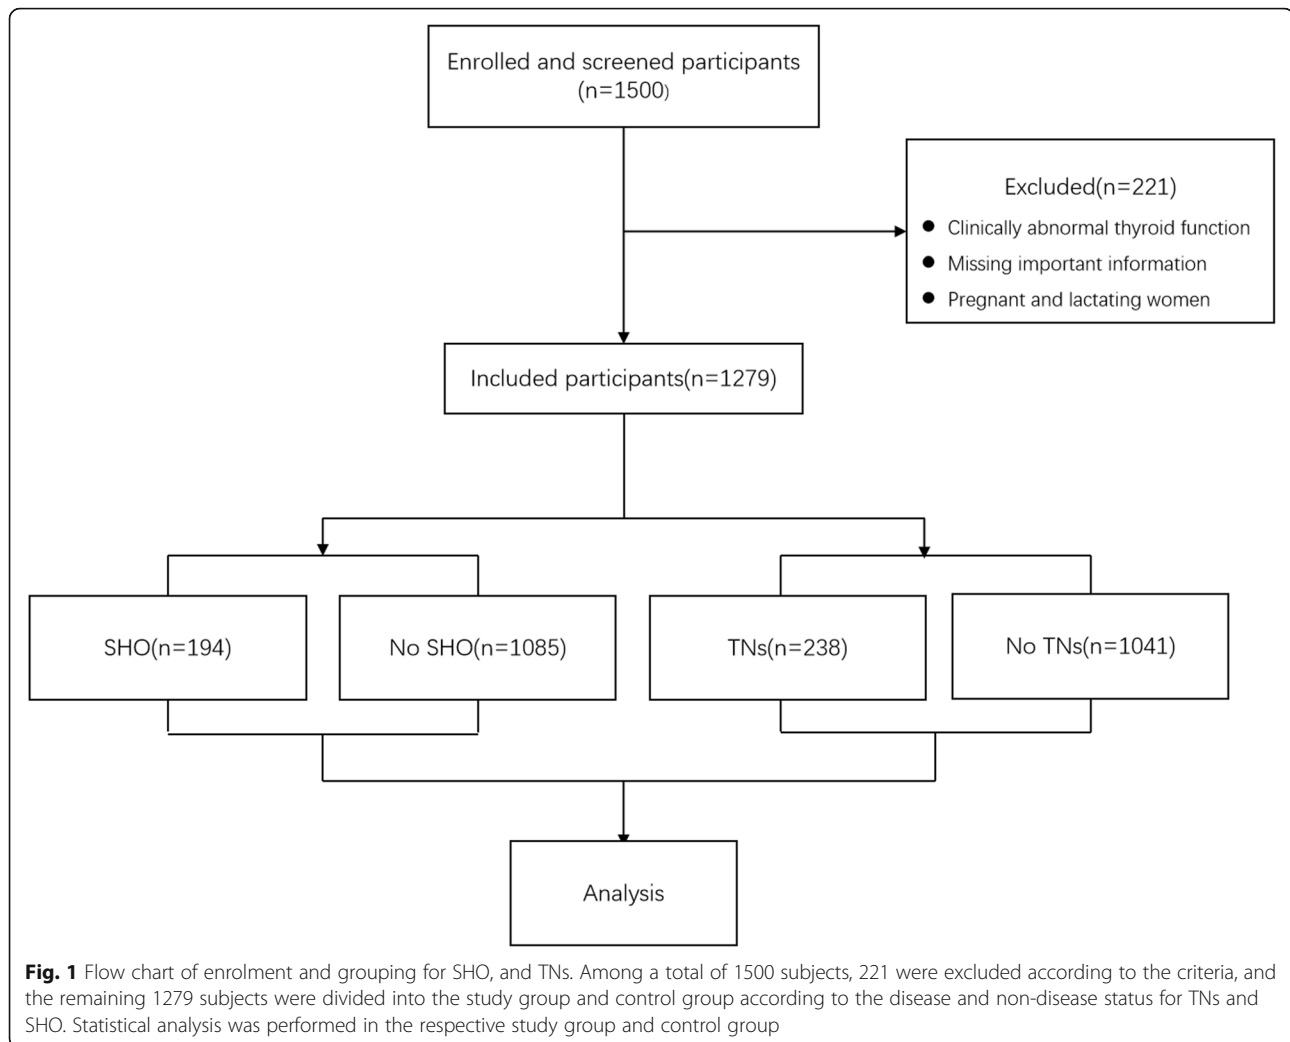 Enrolled and screened participants
(n=1500)
Excluded(n=221)
● Clinically abnormal thyroid function
● Missing important information
● Pregnant and lactating women
Included participants(n=1279)
SHO(n=194)
No SHO(n=1085)
TNs(n=238)
No TNs(n=1041)
Analysis
Fig. 1 Flow chart of enrolment and grouping for SHO, and TNs. Among a total of 1500 subjects, 221 were excluded according to the criteria, and
the remaining 1279 subjects were divided into the study group and control group according to the disease and non-disease status for TNs and
SHO. Statistical analysis was performed in the respective study group and control group